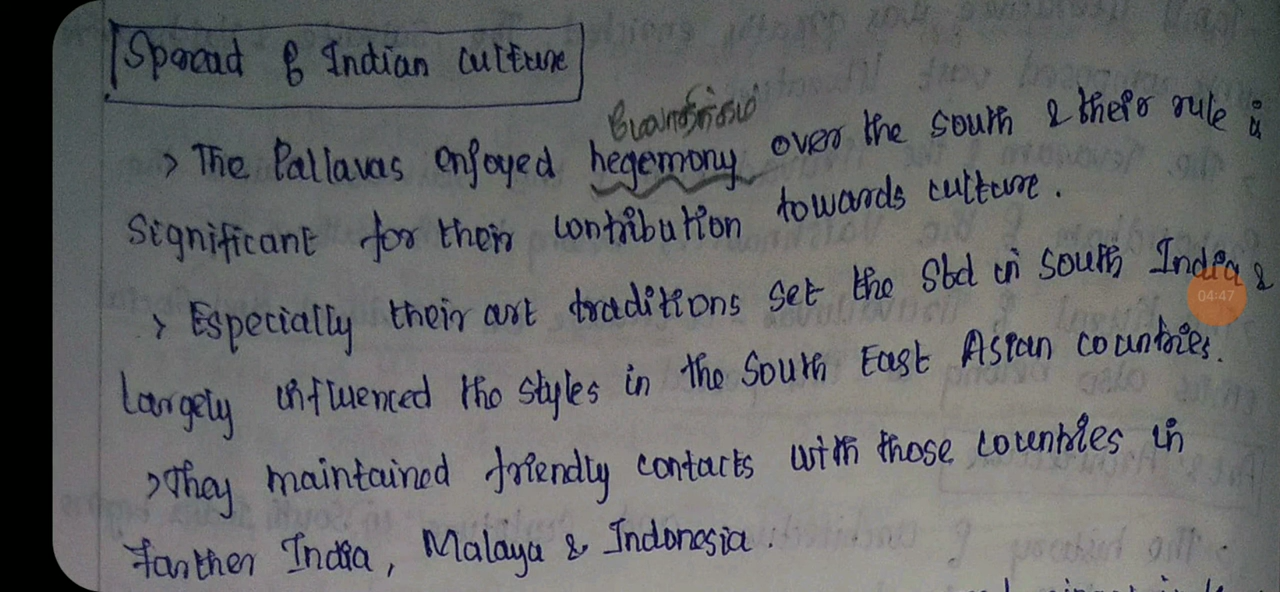 Spread of Indian culture
> The Pallavas enjoyed hegemony over the south & their rule is
significant for their contribution towards culture.
> Especially their art traditions set the std in South India &
largely influenced the styles in the South East Asian countries.
> They maintained friendly contacts with those countries in
farther India, Malaya & Indonesia.
04:47